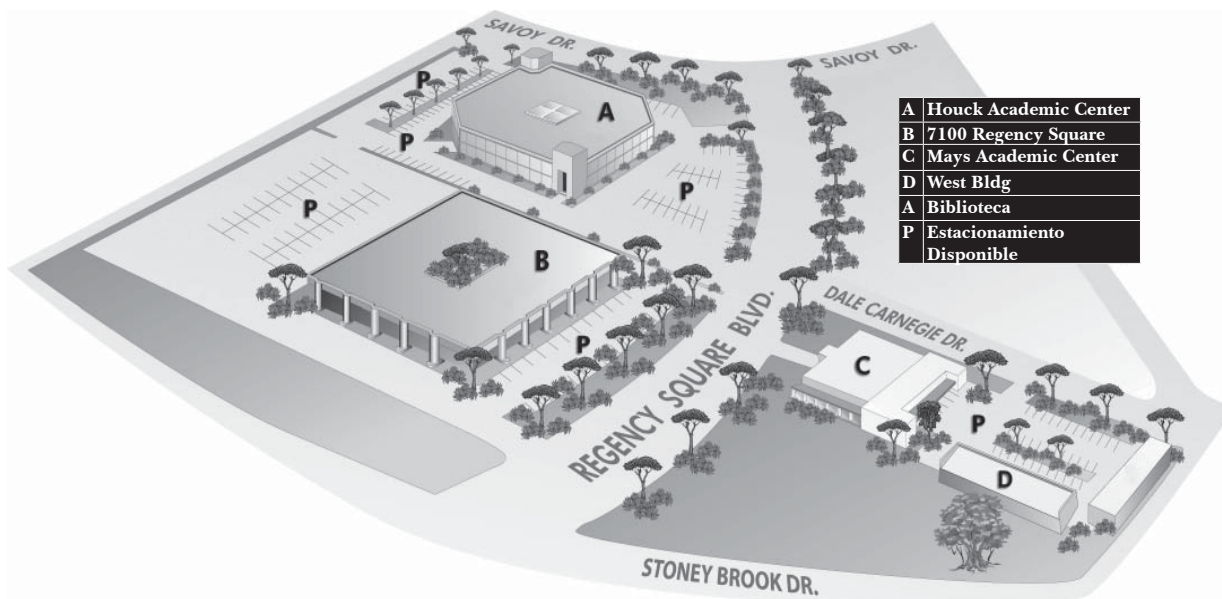 SAVOY DR.
SAVOY DR.
P
A
P
P
P
B
P
A Houck Academic Center
B 7100 Regency Square
C Mays Academic Center
D West Bldg
A Biblioteca
P Estacionamiento
Disponible
REGENCY SQUARE BLVD.
DALE CARNEGIE DR.
C
P
D
STONEY BROOK DR.